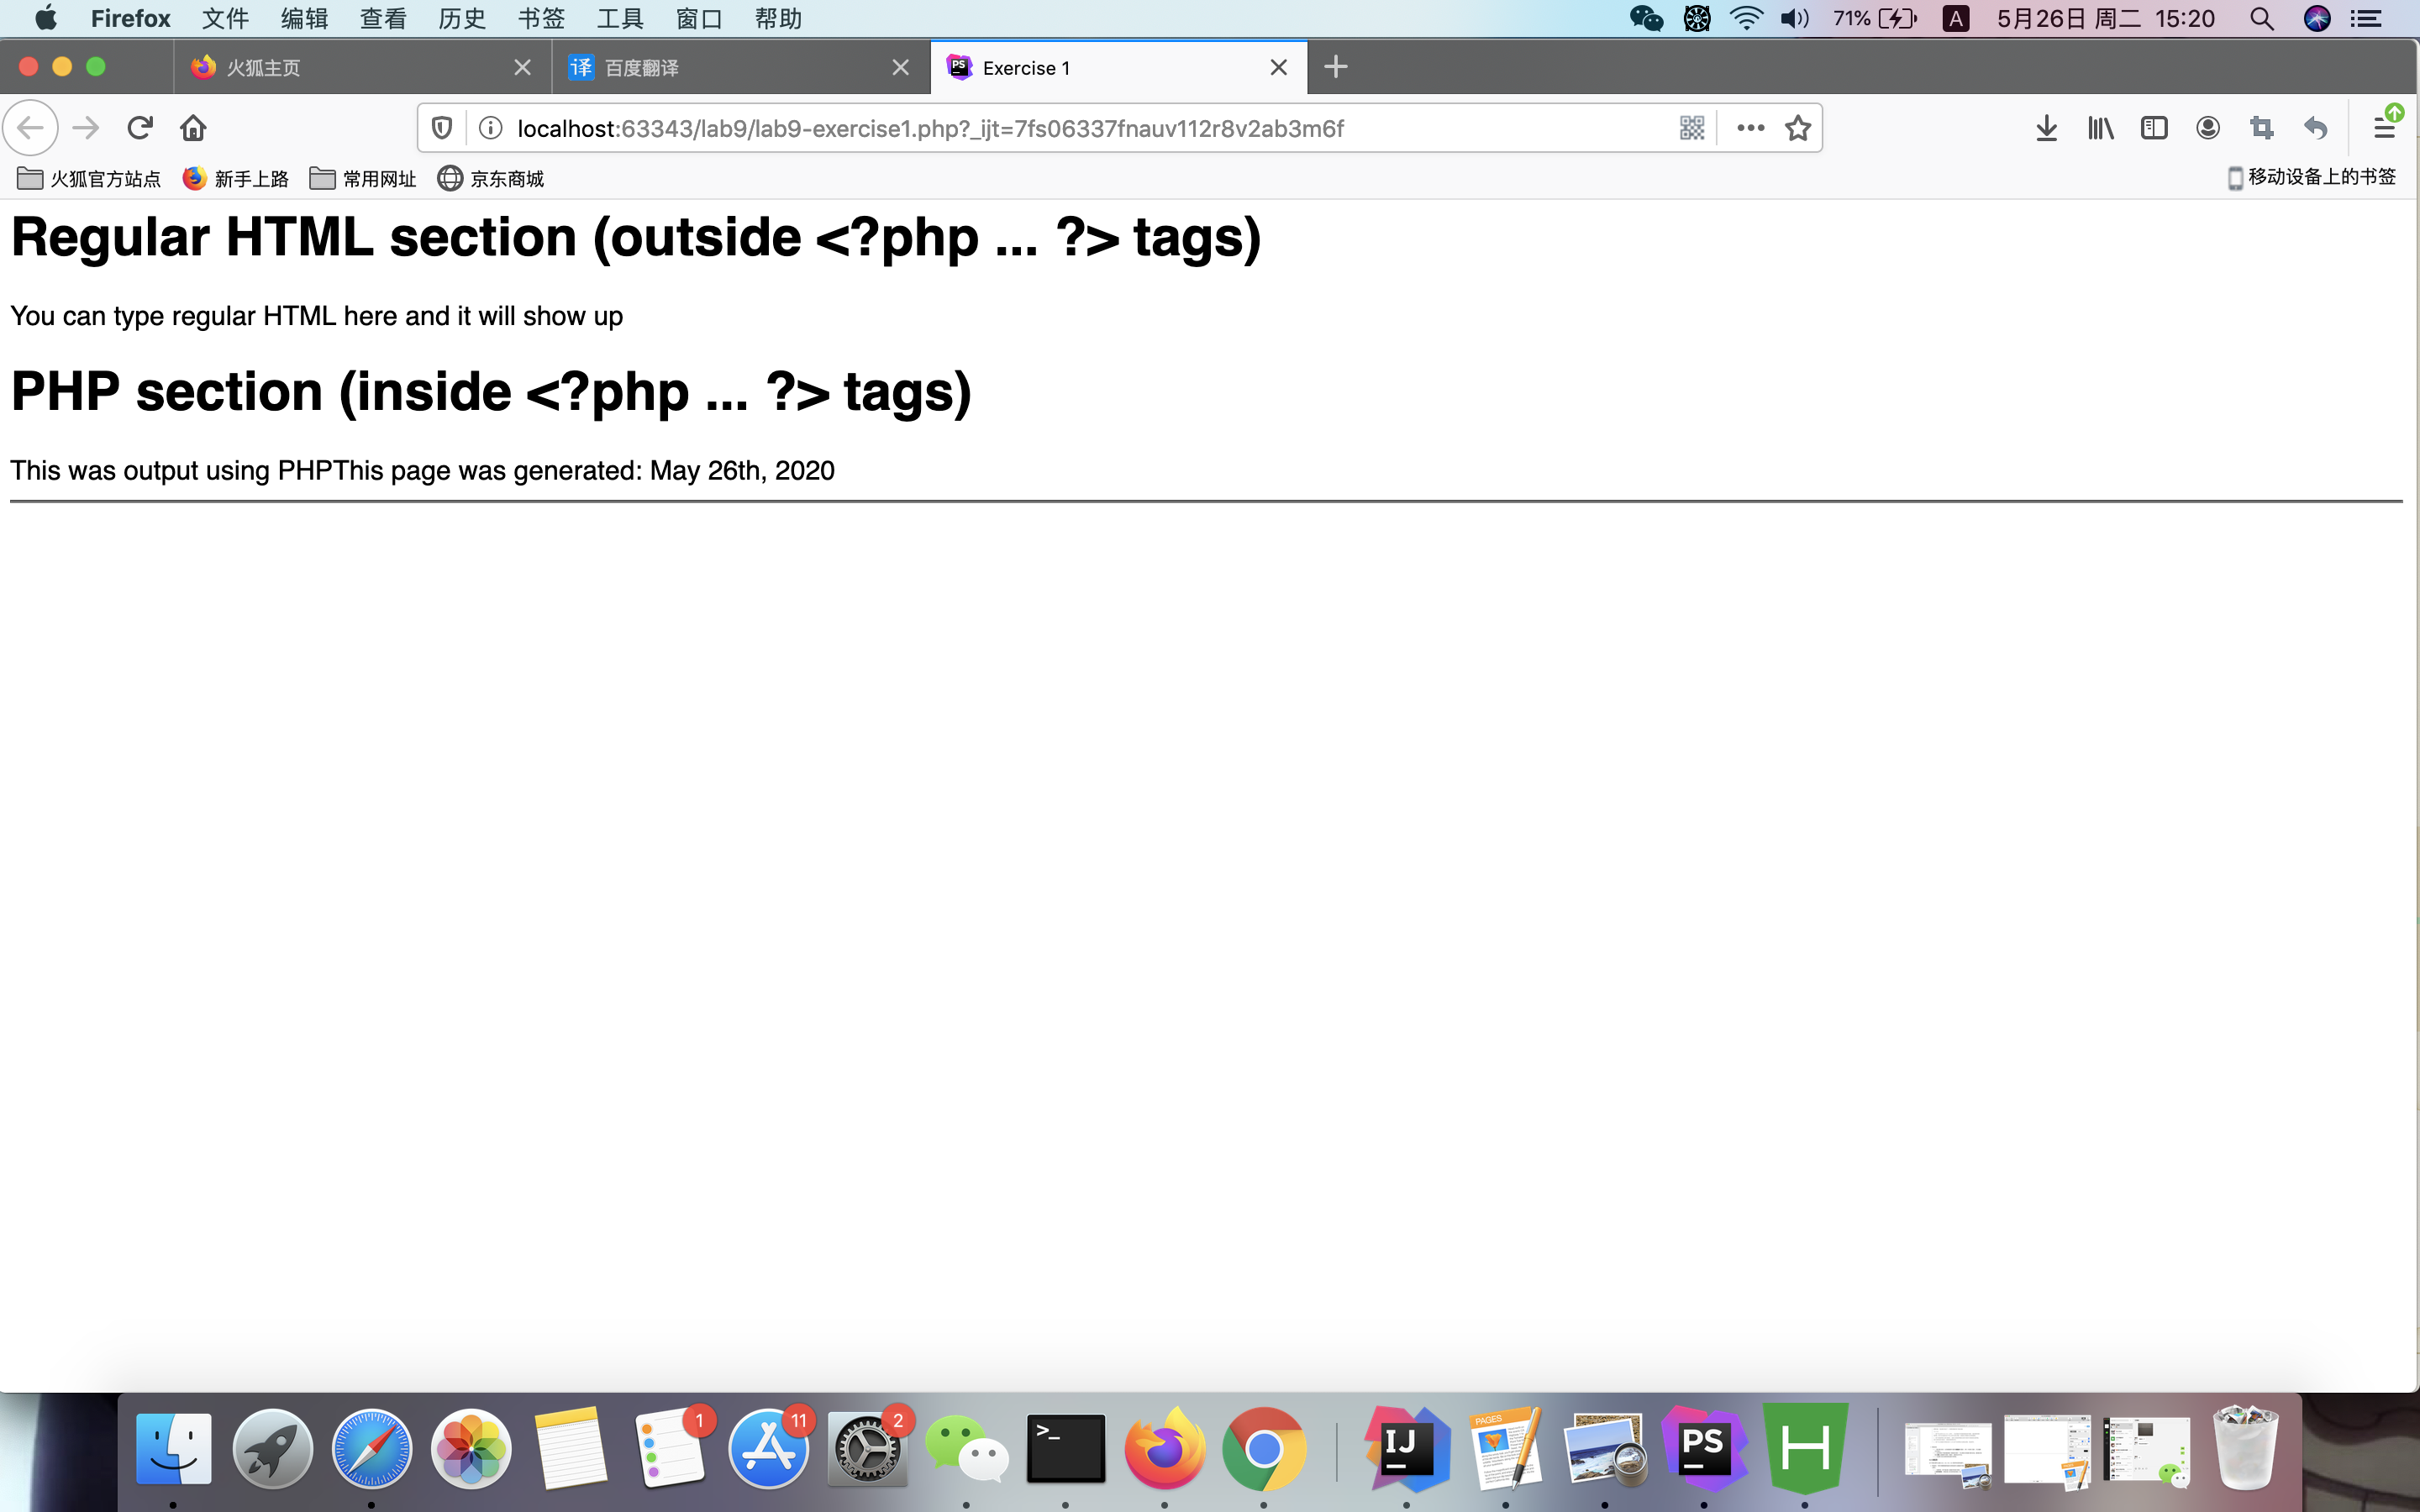 Firefox 文件 编辑 查看 历史 书签 工具 窗口 帮助 71% A 5月26日 周二 15:20
火狐主页 译 百度翻译 PS Exercise 1
localhost:63343/lab9/lab9-exercise1.php?_ijt=7fs06337fnauv112r8v2ab3m6f
火狐官方站点 新手上路 常用网址 京东商城 移动设备上的书签
Regular HTML section (outside <?php ... ?> tags)
You can type regular HTML here and it will show up
PHP section (inside <?php ... ?> tags)
This was output using PHPThis page was generated: May 26th, 2020
1 11 2 >_ IJ PAGES PS H